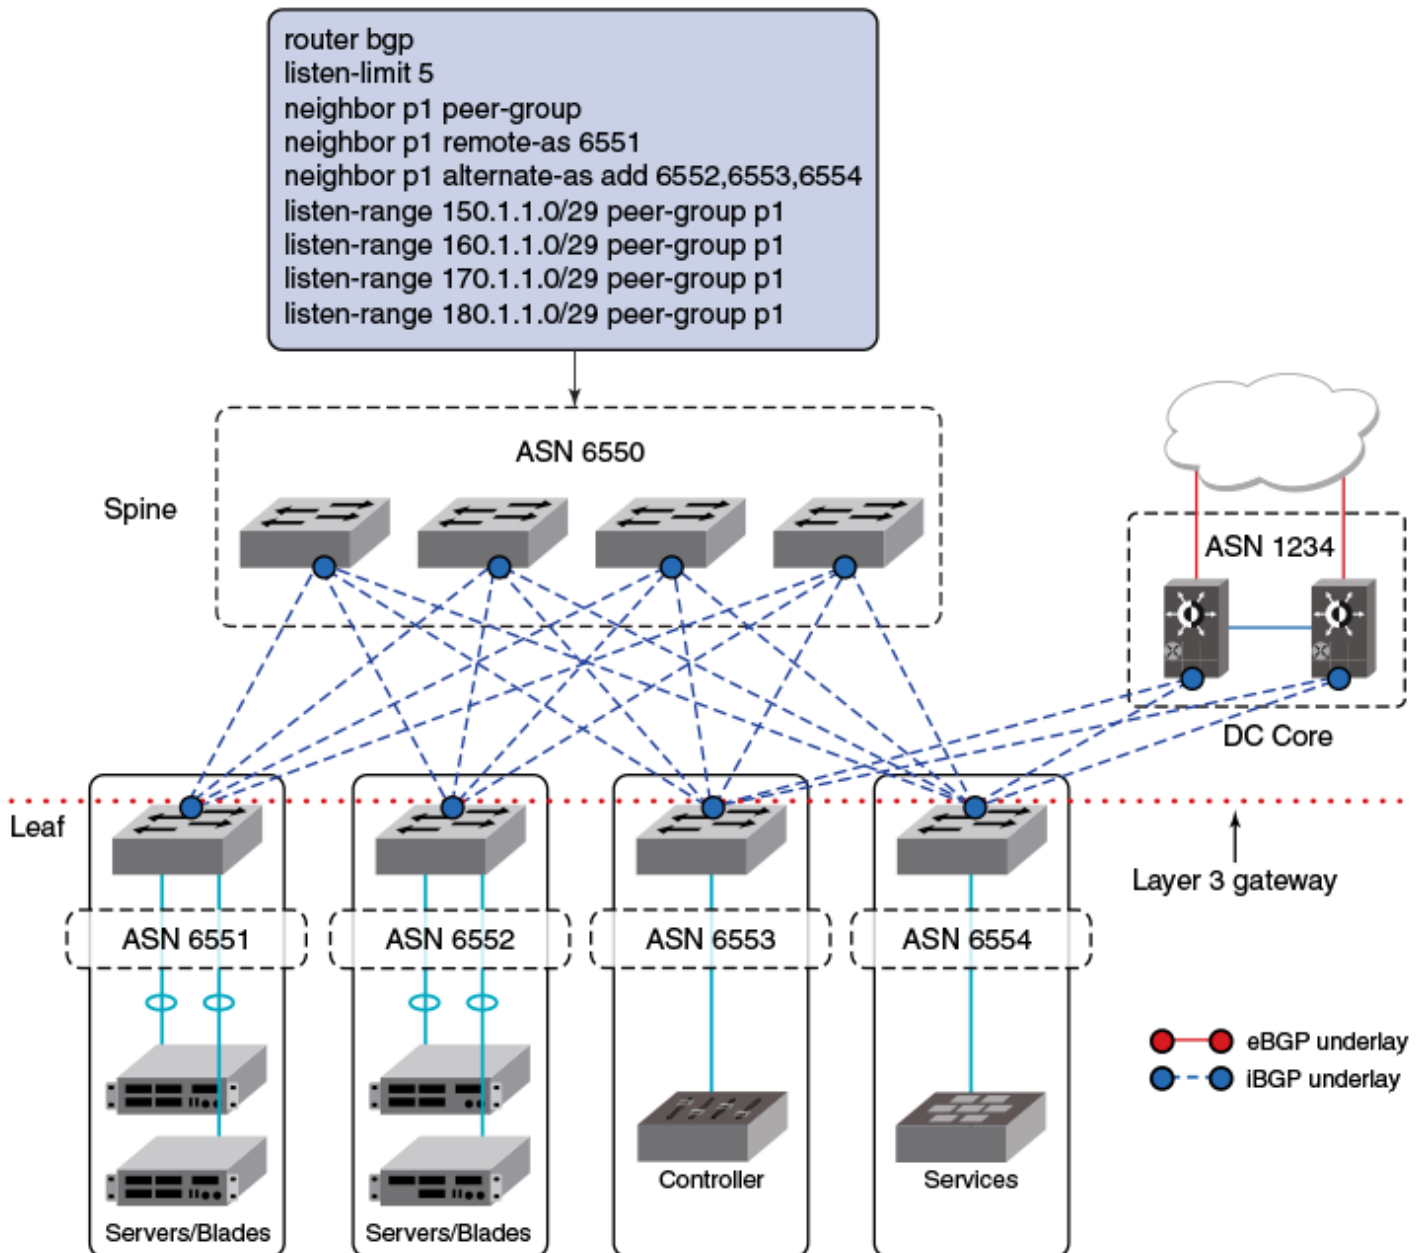 router bgp
listen-limit 5
neighbor p1 peer-group
neighbor p1 remote-as 6551
neighbor p1 alternate-as add 6552,6553,6554
listen-range 150.1.1.0/29 peer-group p1
listen-range 160.1.1.0/29 peer-group p1
listen-range 170.1.1.0/29 peer-group p1
listen-range 180.1.1.0/29 peer-group p1
ASN 6550
Spine
ASN 1234
DC Core
Leaf
Layer 3 gateway
ASN 6551
ASN 6552
ASN 6553
ASN 6554
eBGP underlay
iBGP underlay
Controller
Services
Servers/Blades
Servers/Blades